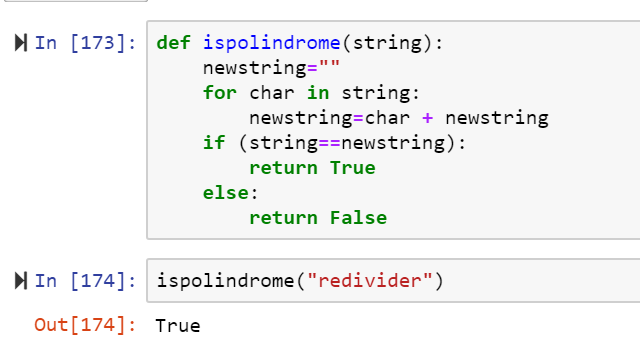 In [173]: def ispolindrome(string):
    newstring=""
    for char in string:
        newstring=char + newstring
    if (string==newstring):
        return True
    else:
        return False
In [174]: ispolindrome("redivider")
Out[174]: True